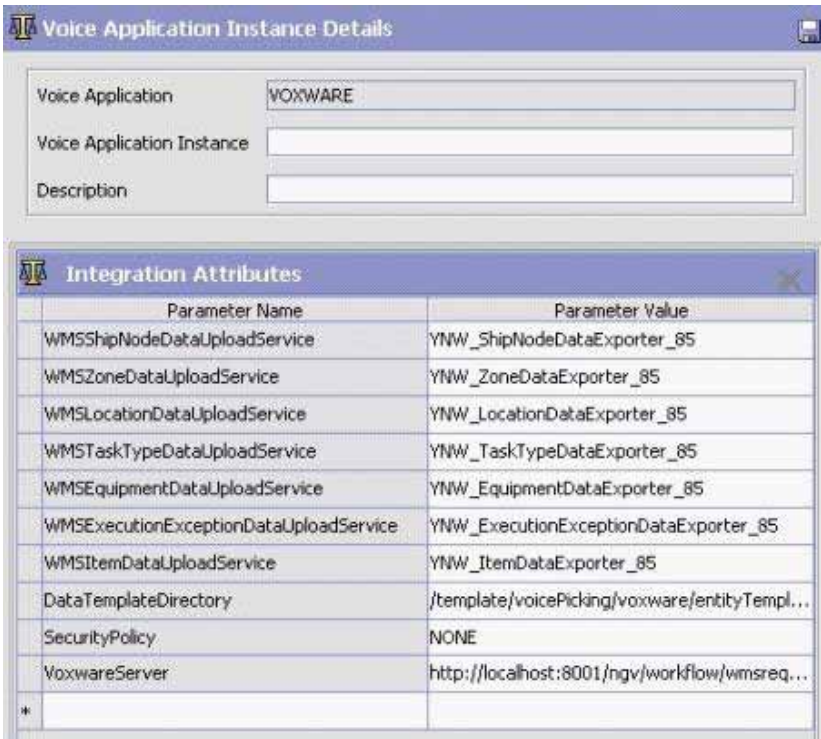 Voice Application Instance Details
Voice Application VOXWARE
Voice Application Instance
Description
Integration Attributes
Parameter Name Parameter Value
WMSShipNodeDataUploadService YNW_ShipNodeDataExporter_85
WMSZoneDataUploadService YNW_ZoneDataExporter_85
WMSLocationDataUploadService YNW_LocationDataExporter_85
WMSTaskTypeDataUploadService YNW_TaskTypeDataExporter_85
WMSEquipmentDataUploadService YNW_EquipmentDataExporter_85
WMSExecutionExceptionDataUploadService YNW_ExecutionExceptionDataExporter_85
WMSItemDataUploadService YNW_ItemDataExporter_85
DataTemplateDirectory /template/voicePicking/voxware/entityTempl...
SecurityPolicy NONE
VoxwareServer http://localhost:8001/ngv/workflow/wmsreq...
*